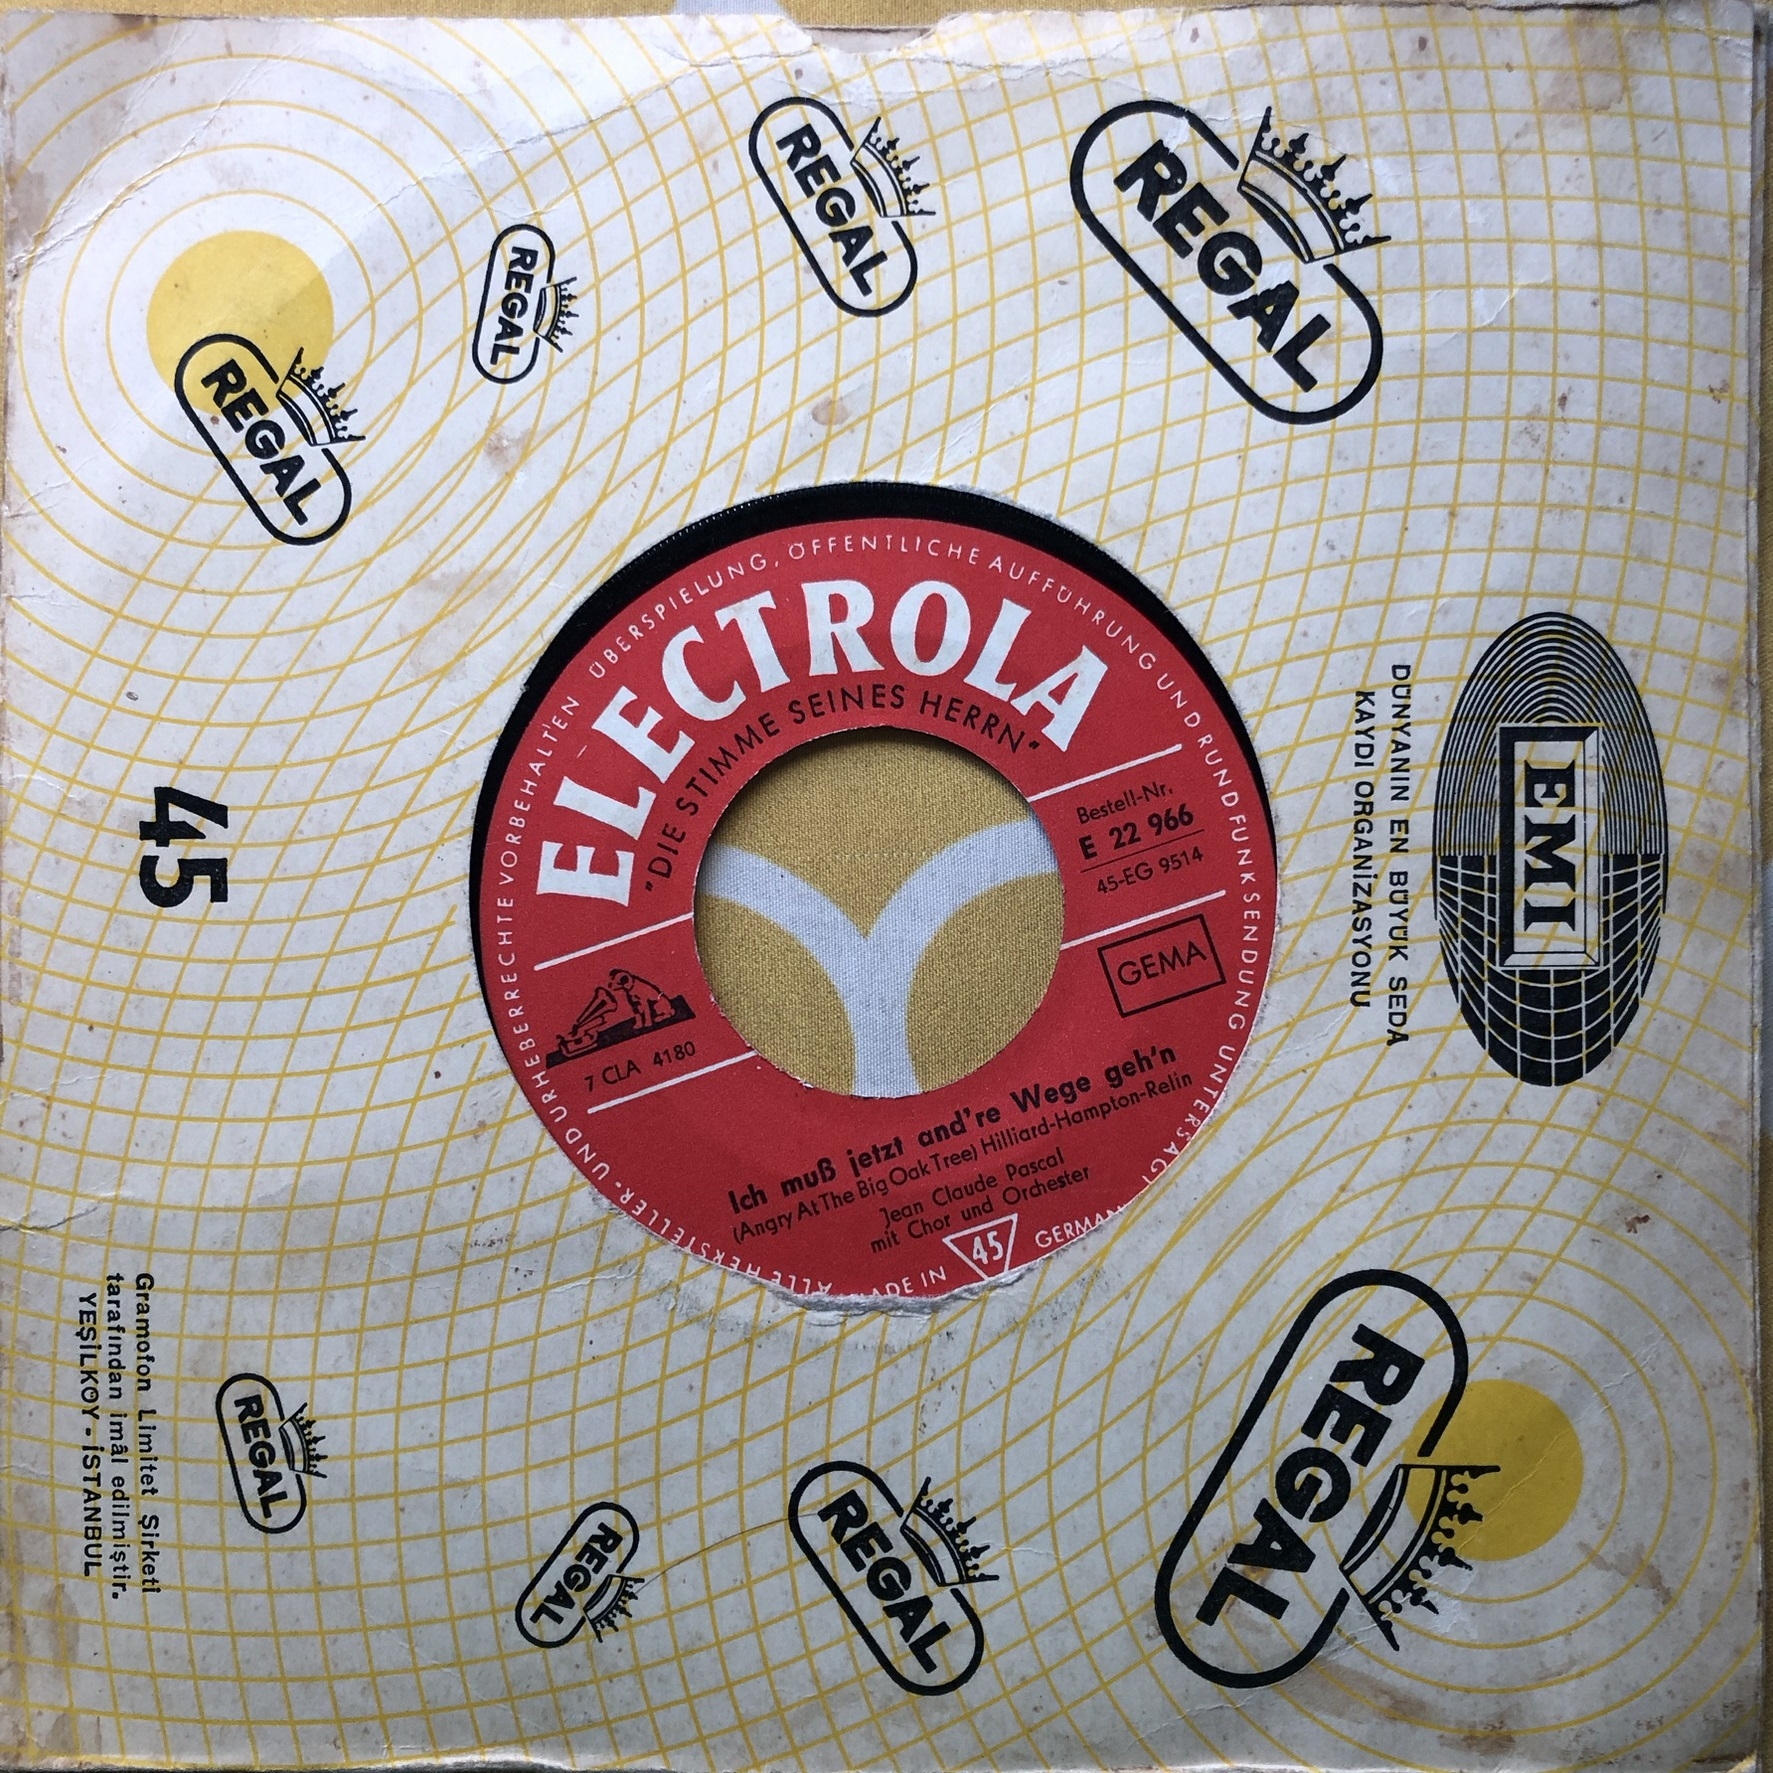 REGAL
REGAL
REGAL
REGAL
45
Gramofon Limitet Şirketi
tarafından imâl edilmiştir.
YEŞİLKÖY - İSTANBUL
EMI
DÜNYANIN EN BÜYÜK SEDA
KAYDI ORGANİZASYONU
ALLE HERSTELLER- UND URHEBERRECHTE VORBEHALTEN ÜBERSPIELUNG, ÖFFENTLICHE AUFFÜHRUNG UND RUNDFUNKSENDUNG UNTERSAGT
ELECTROLA
"DIE STIMME SEINES HERRN"
Bestell-Nr.
E 22 966
45-EG 9514
GEMA
7 CLA 4180
Ich muß jetzt and're Wege geh'n
(Angry At The Big Oak Tree) Hilliard-Hampton-Relin
Jean Claude Pascal
mit Chor und Orchester
ADE IN 45 GERMAN
REGAL
REGAL
REGAL
REGAL